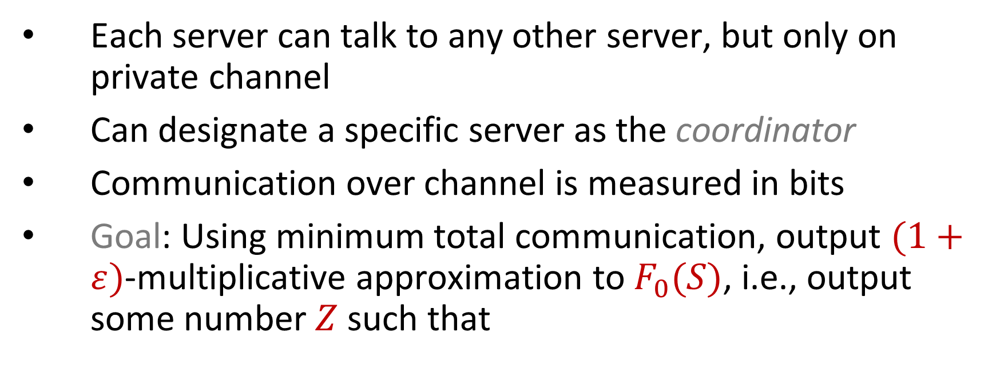 • Each server can talk to any other server, but only on
private channel
• Can designate a specific server as the coordinator
• Communication over channel is measured in bits
• Goal: Using minimum total communication, output (1 +
ε)-multiplicative approximation to F₀(S), i.e., output
some number Z such that